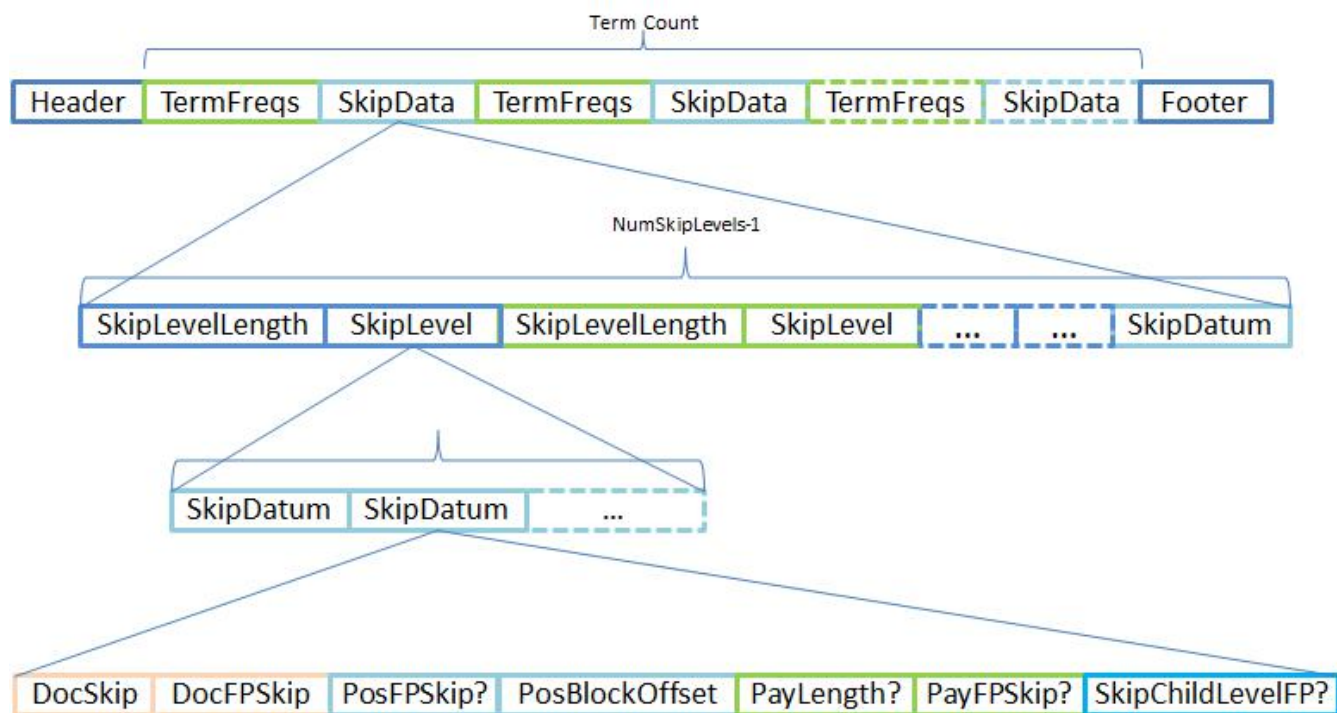 Term Count
Header TermFreqs SkipData TermFreqs SkipData TermFreqs SkipData Footer
NumSkipLevels-1
SkipLevelLength SkipLevel SkipLevelLength SkipLevel ... ... SkipDatum
SkipDatum SkipDatum ...
DocSkip DocFPSkip PosFPSkip? PosBlockOffset PayLength? PayFPSkip? SkipChildLevelFP?